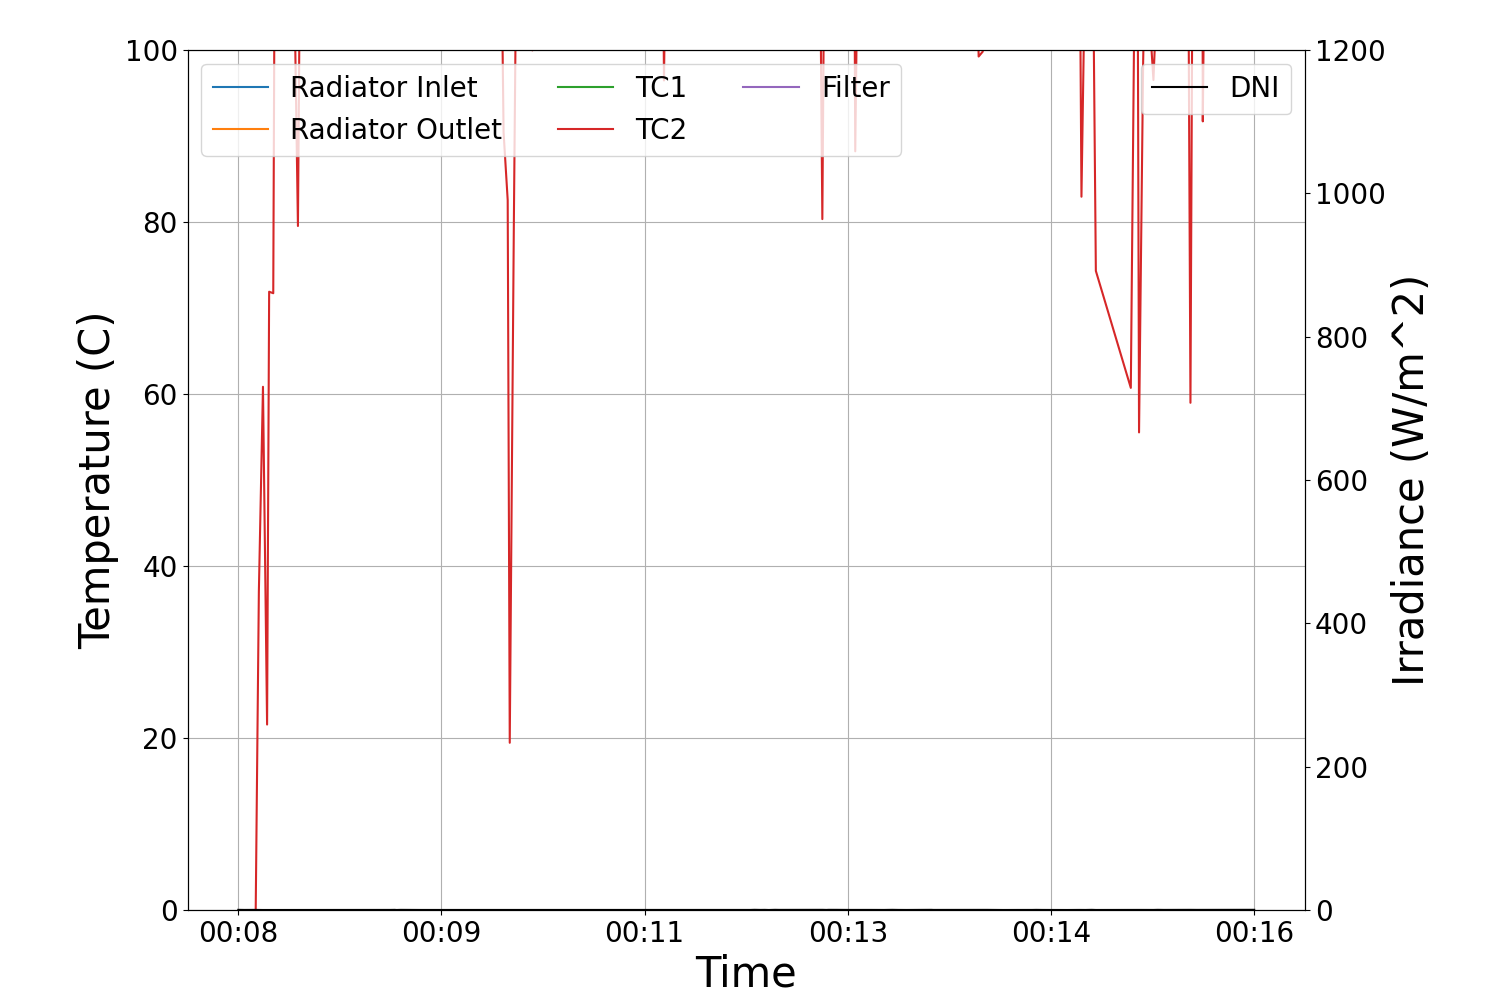 100
80
60
40
20
0
Temperature (C)
Radiator Inlet
Radiator Outlet
TC1
TC2
Filter
DNI
1200
1000
800
600
400
200
0
Irradiance (W/m^2)
00:08 00:09 00:11 00:13 00:14 00:16
Time